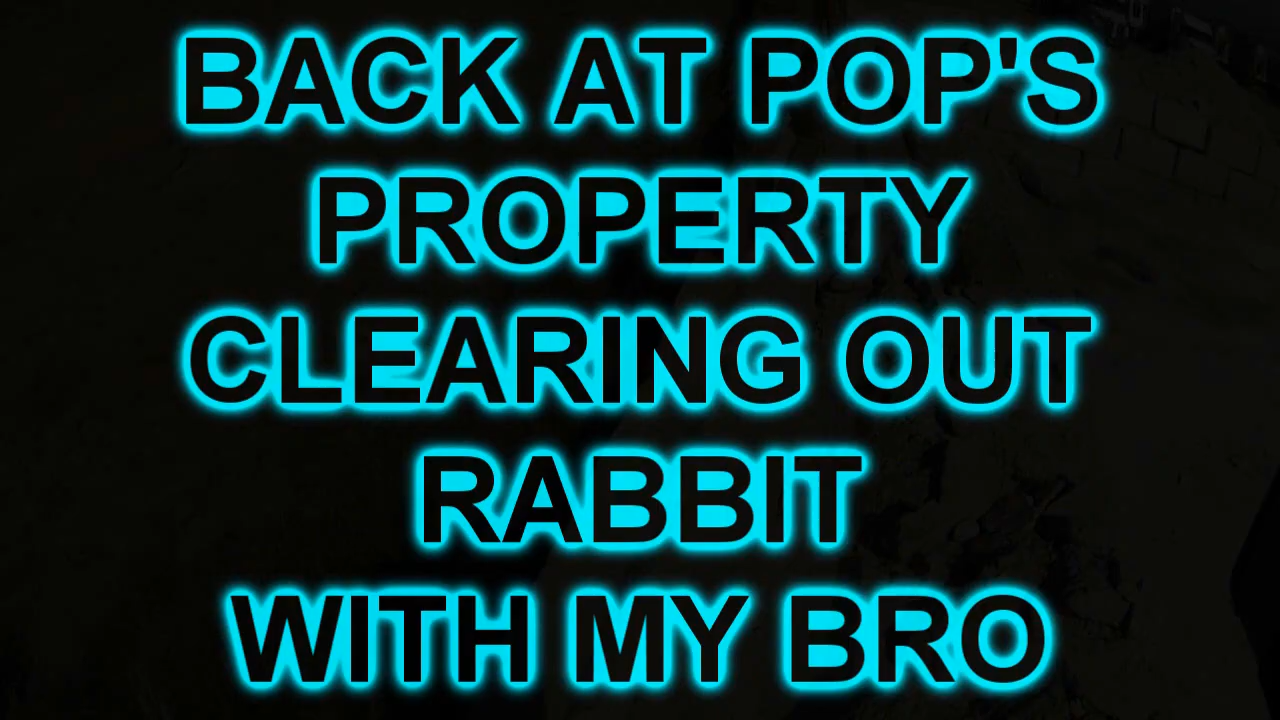 BACK AT POP'S
PROPERTY
CLEARING OUT
RABBIT
WITH MY BRO